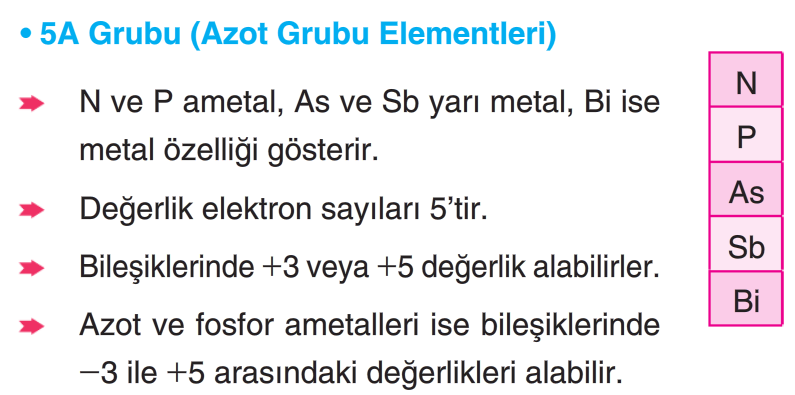 • 5A Grubu (Azot Grubu Elementleri)
N ve P ametal, As ve Sb yarı metal, Bi ise
metal özelliği gösterir.
Değerlik elektron sayıları 5’tir.
Bileşiklerinde +3 veya +5 değerlik alabilirler.
Azot ve fosfor ametalleri ise bileşiklerinde
−3 ile +5 arasındaki değerlikleri alabilir.
N
P
As
Sb
Bi